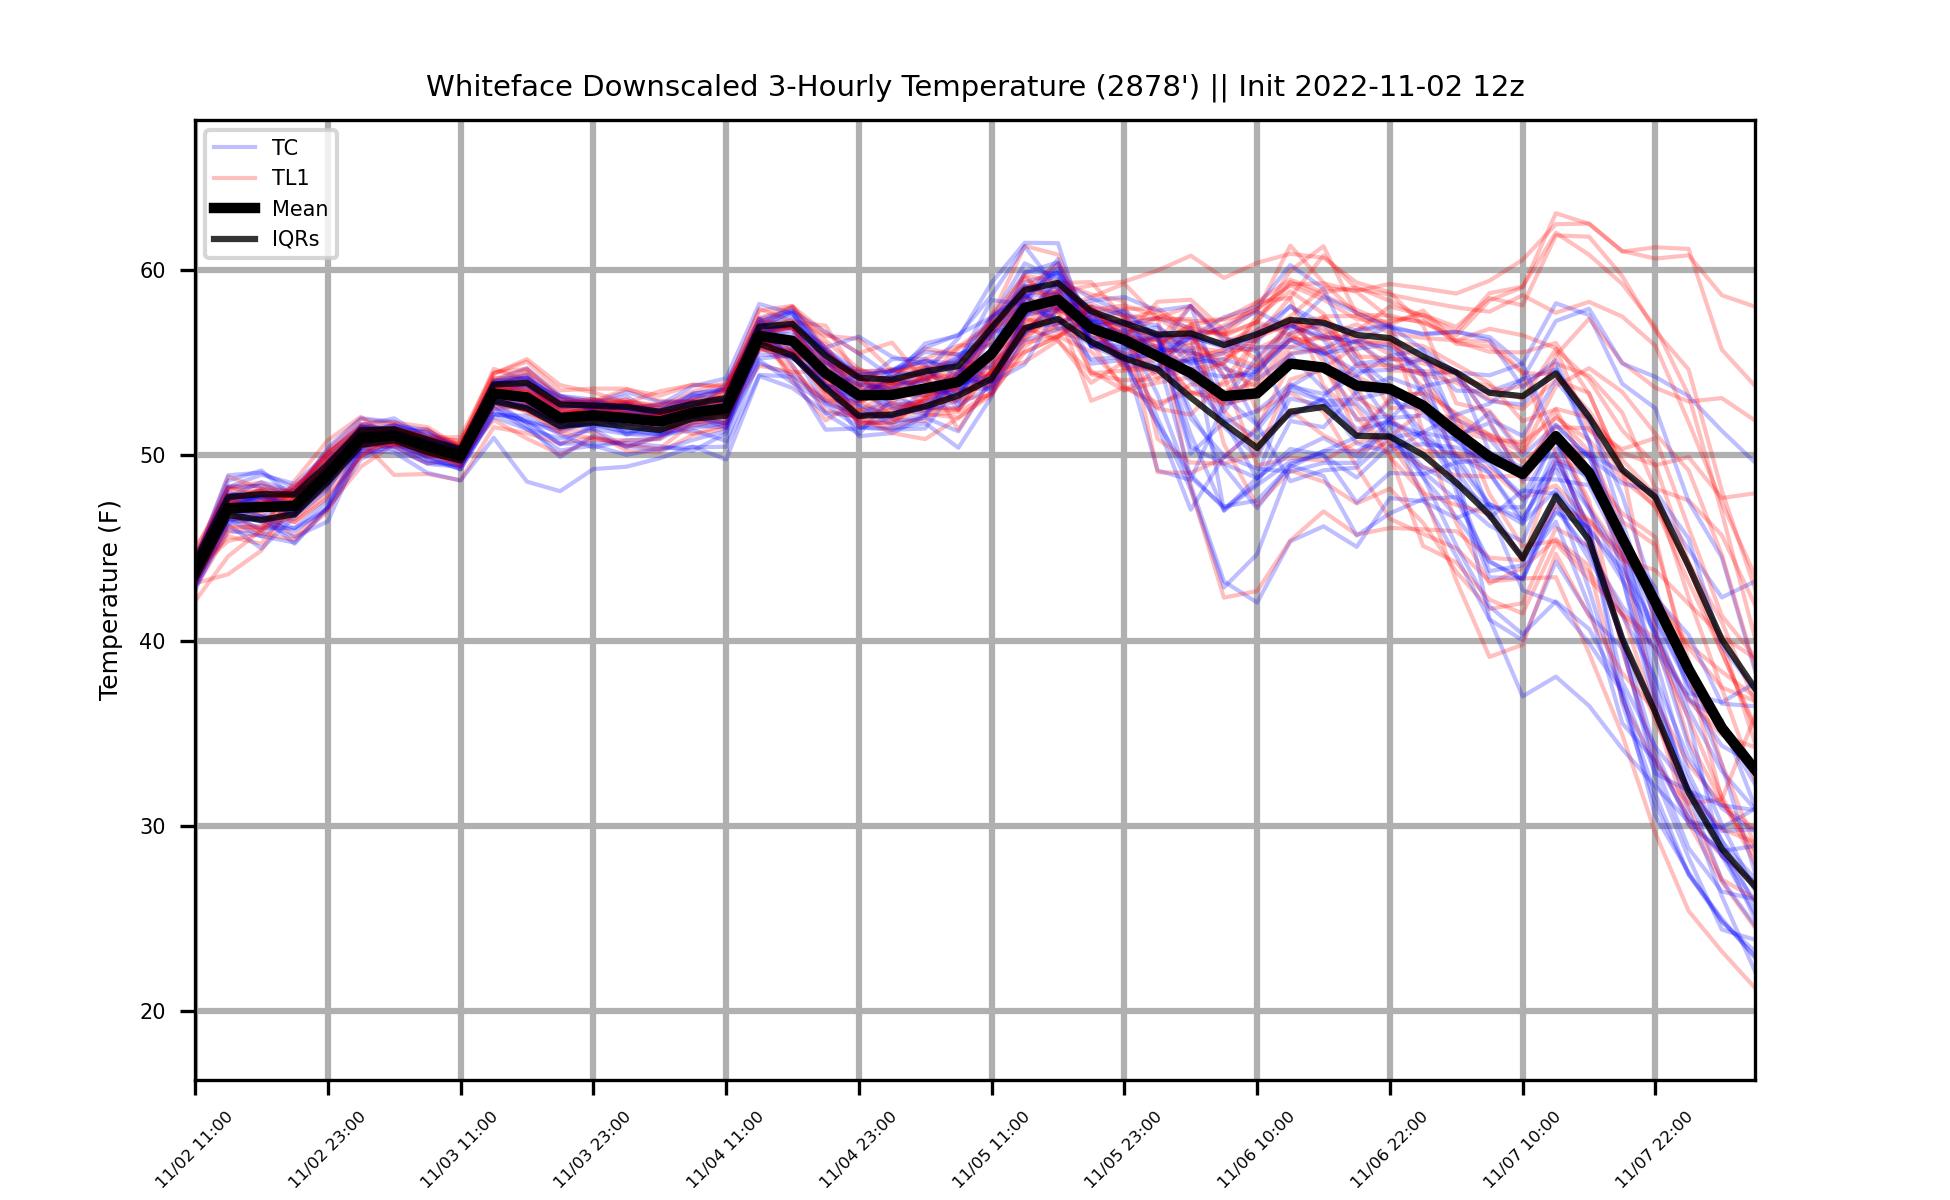 Whiteface Downscaled 3-Hourly Temperature (2878') || Init 2022-11-02 12z
TC
TL1
Mean
IQRs
Temperature (F)
60
50
40
30
20
11/02 11:00
11/02 23:00
11/03 11:00
11/03 23:00
11/04 11:00
11/04 23:00
11/05 11:00
11/05 23:00
11/06 10:00
11/06 22:00
11/07 10:00
11/07 22:00